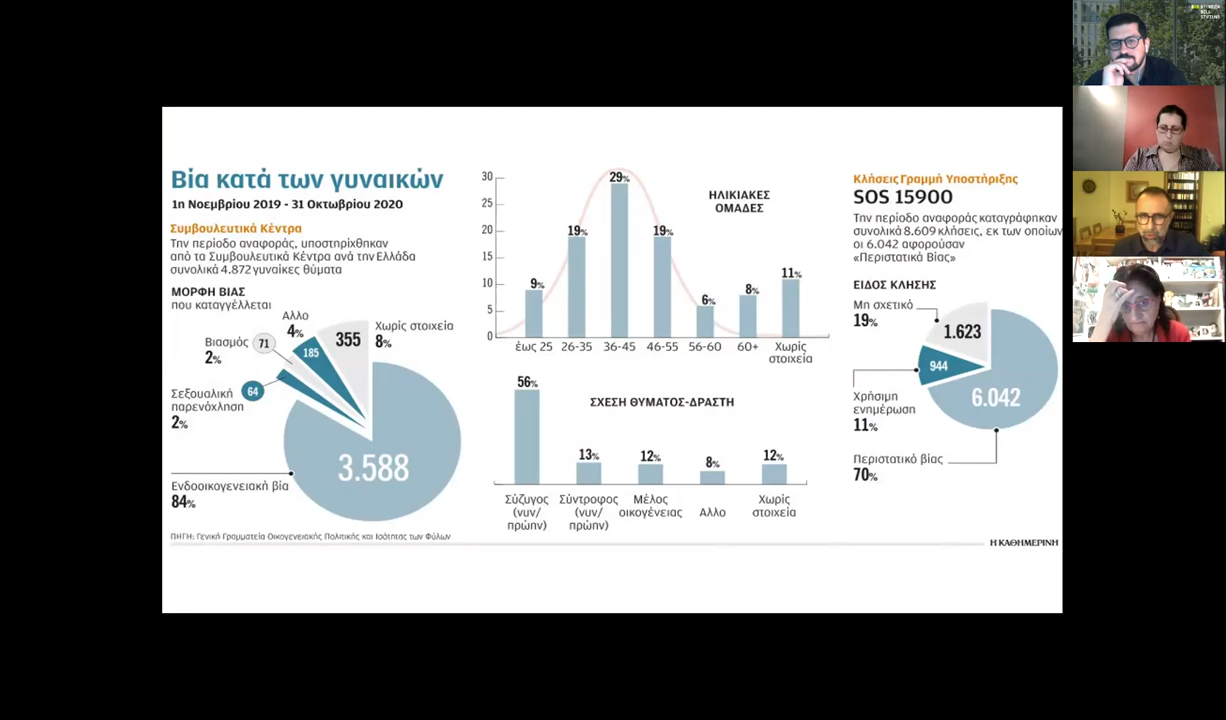 Βία κατά των γυναικών
1η Νοεμβρίου 2019 - 31 Οκτωβρίου 2020
Συμβουλευτικά Κέντρα
Την περίοδο αναφοράς, υποστηρίχθηκαν
από τα Συμβουλευτικά Κέντρα ανά την Ελλάδα
συνολικά 4.872 γυναίκες θύματα
ΜΟΡΦΗ ΒΙΑΣ
που καταγγέλλεται
Αλλο
4%
185
355
Χωρίς στοιχεία
8%
Βιασμός
2%
71
Σεξουαλική
παρενόχληση
2%
64
3.588
Ενδοοικογενειακή βία
84%
ΠΗΓΗ: Γενική Γραμματεία Οικογενειακής Πολιτικής και Ισότητας των Φύλων
ΗΛΙΚΙΑΚΕΣ
ΟΜΑΔΕΣ
30
25
20
15
10
5
0
9%
19%
29%
19%
6%
8%
11%
έως 25
26-35
36-45
46-55
56-60
60+
Χωρίς
στοιχεία
ΣΧΕΣΗ ΘΥΜΑΤΟΣ-ΔΡΑΣΤΗ
56%
13%
12%
8%
12%
Σύζυγος
(νυν/
πρώην)
Σύντροφος
(νυν/
πρώην)
Μέλος
οικογένειας
Αλλο
Χωρίς
στοιχεία
Κλήσεις Γραμμή Υποστήριξης
SOS 15900
Την περίοδο αναφοράς καταγράφηκαν
συνολικά 8.609 κλήσεις, εκ των οποίων
οι 6.042 αφορούσαν
«Περιστατικά Βίας»
ΕΙΔΟΣ ΚΛΗΣΗΣ
Μη σχετικό
19%
1.623
944
6.042
Χρήσιμη
ενημέρωση
11%
Περιστατικό βίας
70%
Η ΚΑΘΗΜΕΡΙΝΗ